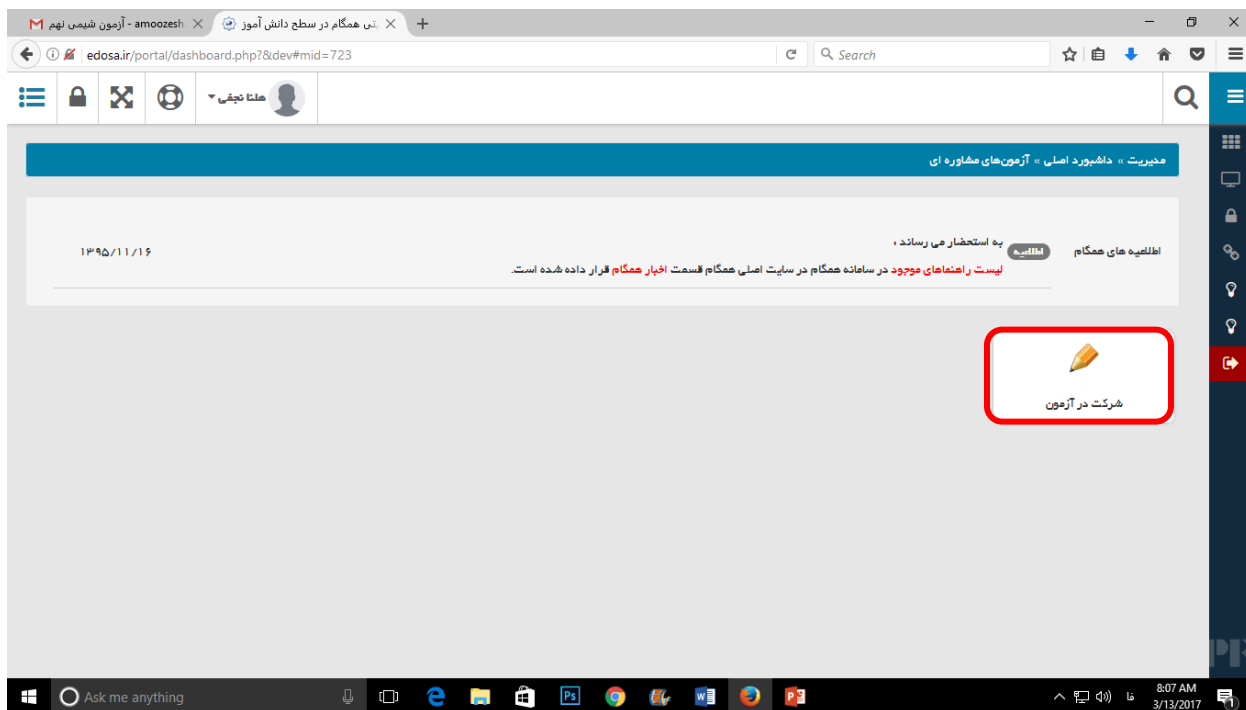 amoozesh - آزمون شیمی نهم
تی همگام در سطح دانش آموز
edosa.ir/portal/dashboard.php?&dev#mid=723
Search
هلنا نجفی
مدیریت » داشبورد اصلی » آزمون‌های مشاوره ای
اطلاعیه های همگام
اطلاعیه
به استحضار می رساند ،
لیست راهنماهای موجود در سامانه همگام در سایت اصلی همگام قسمت اخبار همگام قرار داده شده است.
۱۳۹۵/۱۱/۱۶
شرکت در آزمون
Ask me anything
فا
8:07 AM
3/13/2017